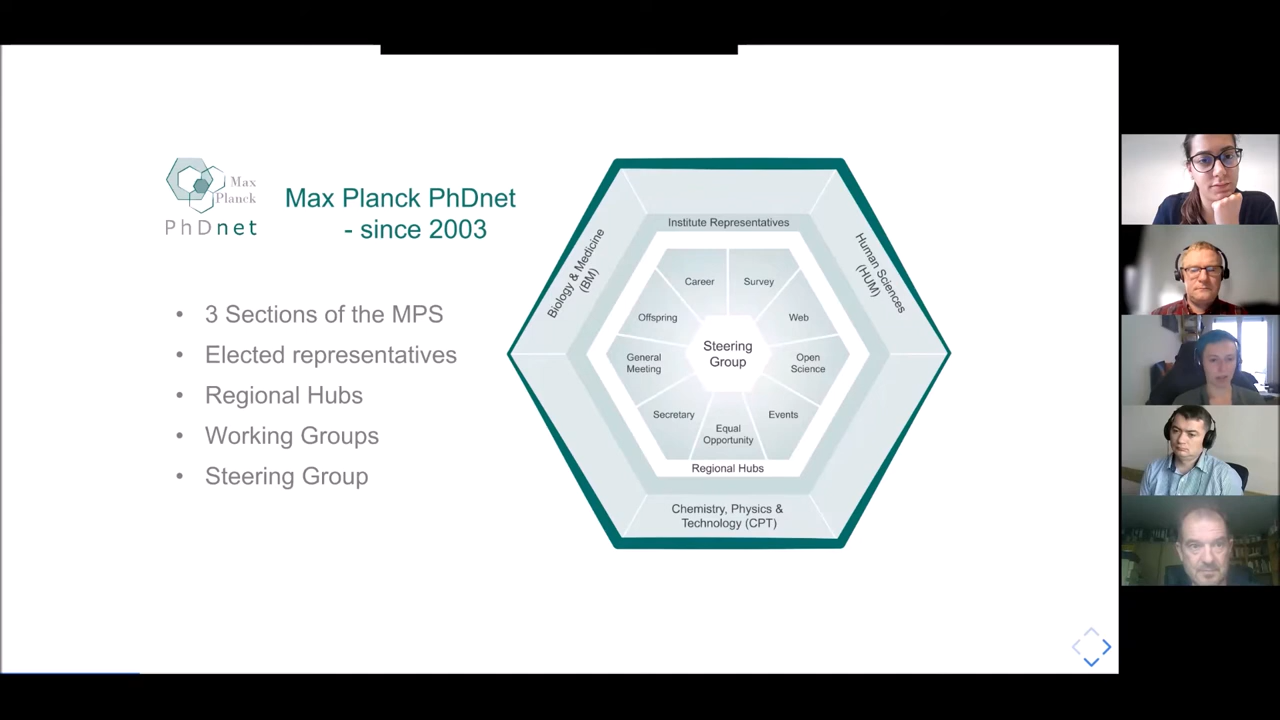 Max
Planck
PhDnet
Max Planck PhDnet
- since 2003
• 3 Sections of the MPS
• Elected representatives
• Regional Hubs
• Working Groups
• Steering Group
Institute Representatives
Biology & Medicine
(BM)
Human Sciences
(HUM)
Career
Survey
Offspring
Web
Steering
Group
General
Meeting
Open
Science
Secretary
Events
Equal
Opportunity
Regional Hubs
Chemistry, Physics &
Technology (CPT)